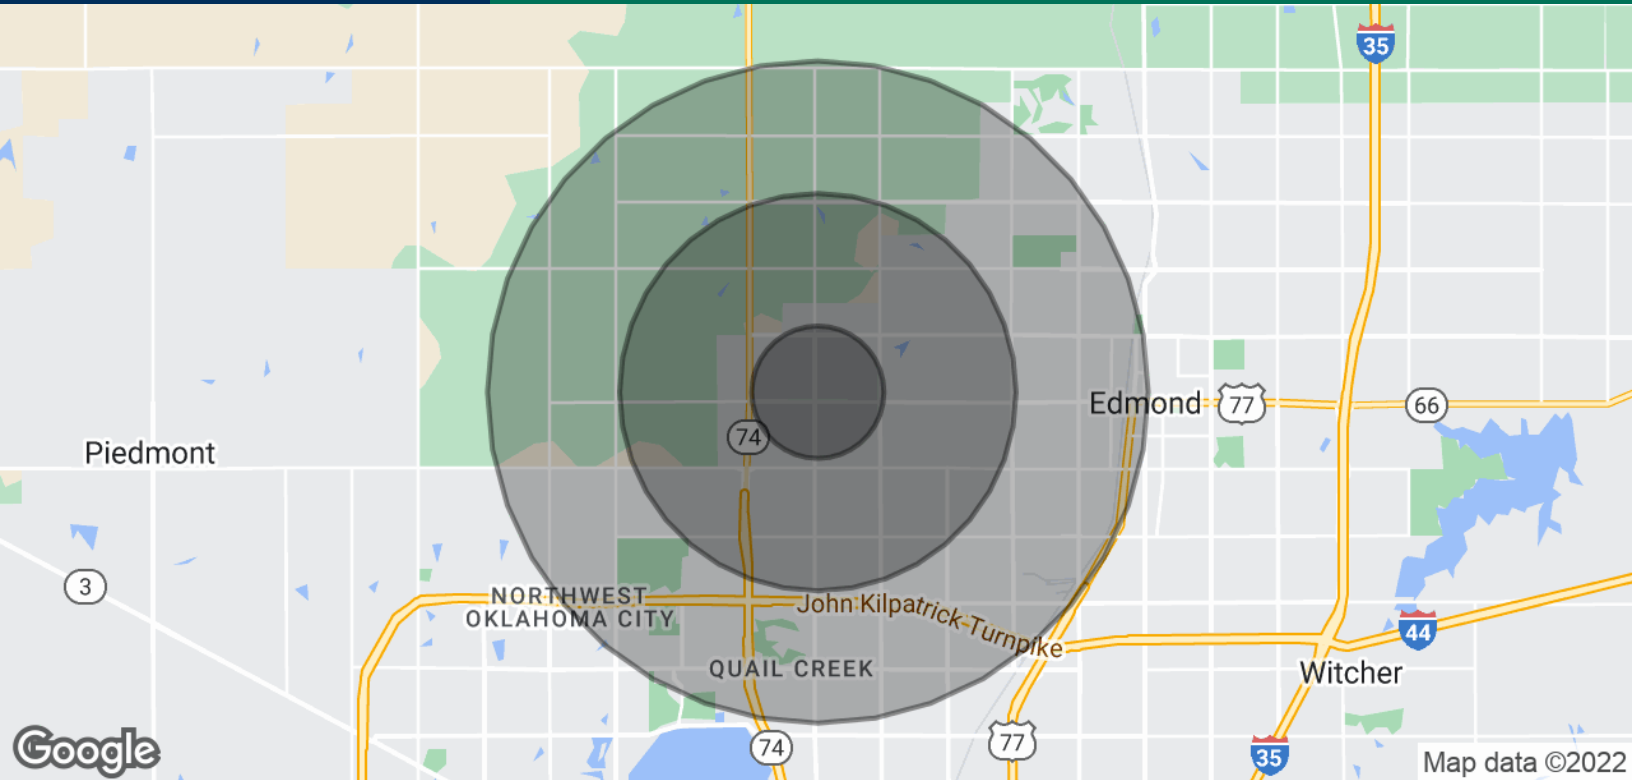 35
74
Edmond
77
66
Piedmont
3
NORTHWEST
OKLAHOMA CITY
John Kilpatrick Turnpike
44
QUAIL CREEK
Witcher
Google
74
77
35
Map data ©2022